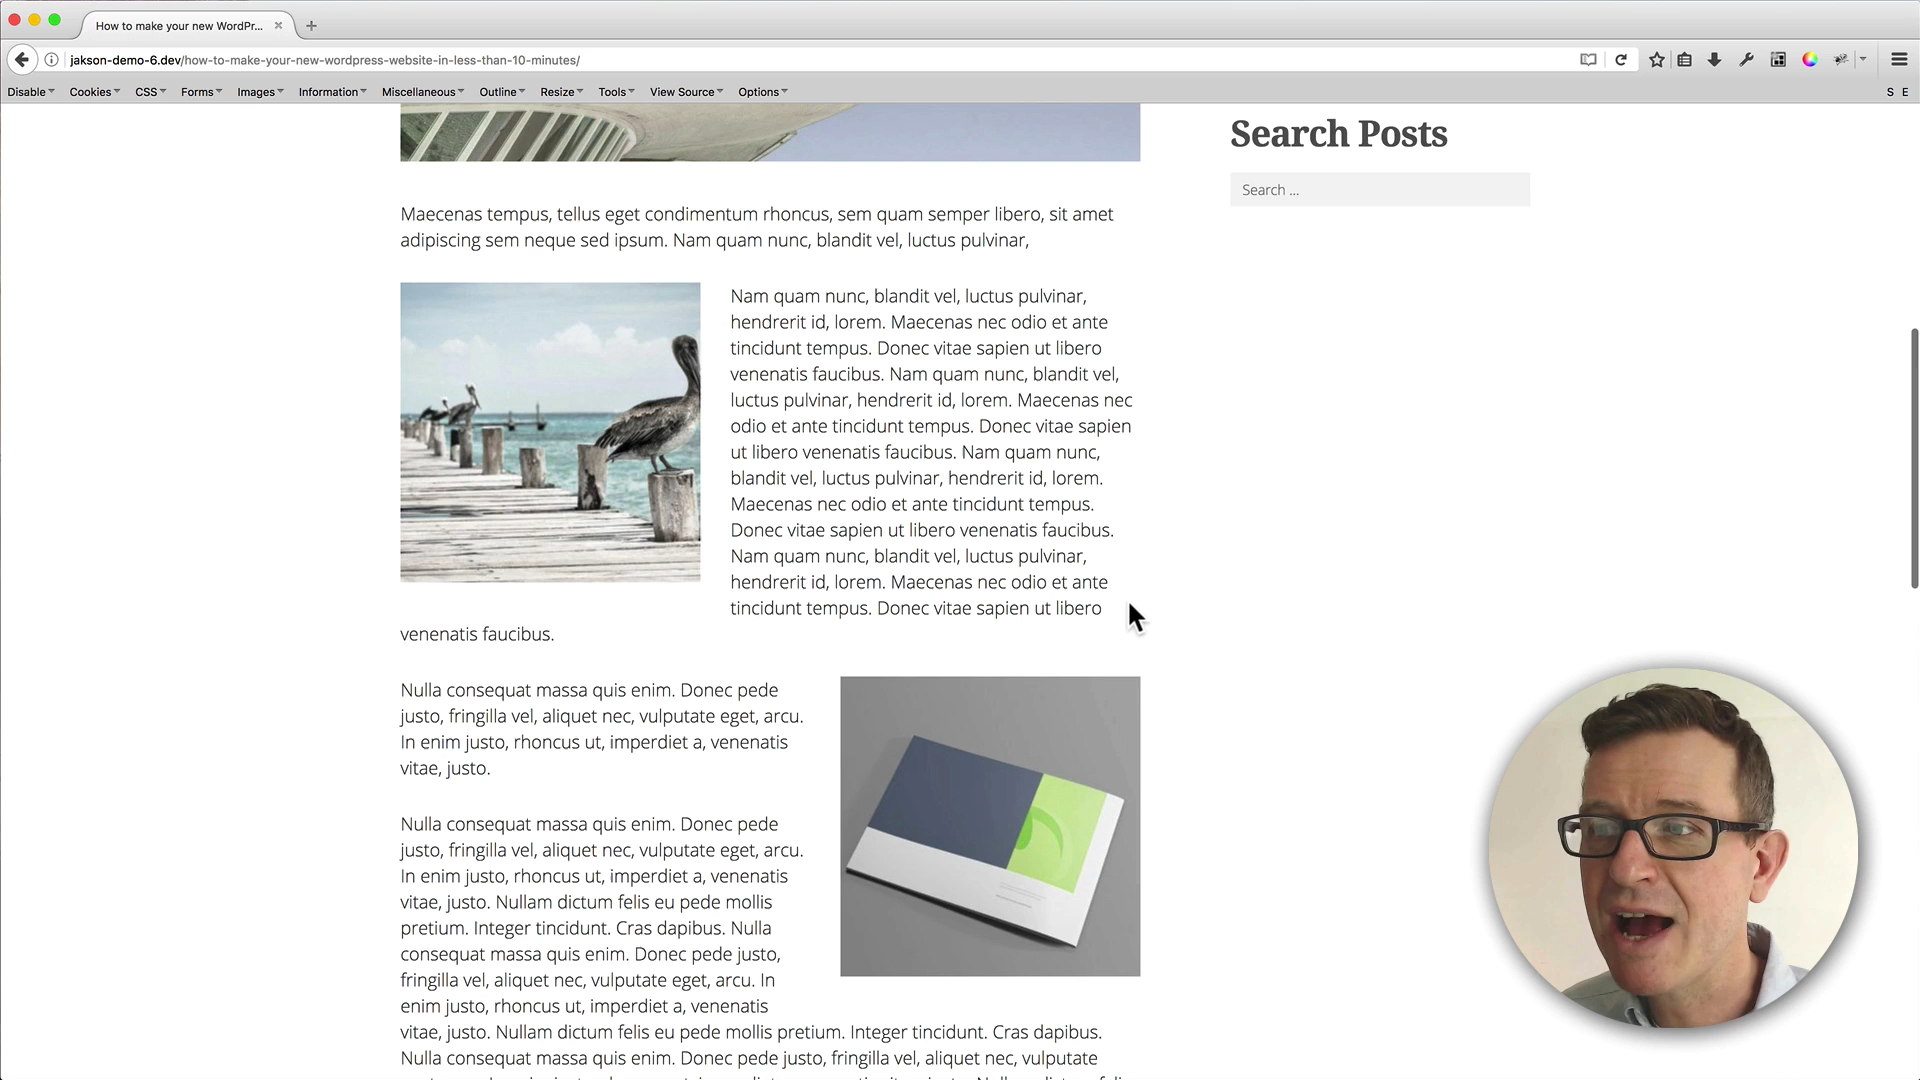 How to make your new WordPr...
jakson-demo-6.dev/how-to-make-your-new-wordpress-website-in-less-than-10-minutes/
Disable Cookies CSS Forms Images Information Miscellaneous Outline Resize Tools View Source Options S E
Search Posts
Search ...
Maecenas tempus, tellus eget condimentum rhoncus, sem quam semper libero, sit amet
adipiscing sem neque sed ipsum. Nam quam nunc, blandit vel, luctus pulvinar,
Nam quam nunc, blandit vel, luctus pulvinar,
hendrerit id, lorem. Maecenas nec odio et ante
tincidunt tempus. Donec vitae sapien ut libero
venenatis faucibus. Nam quam nunc, blandit vel,
luctus pulvinar, hendrerit id, lorem. Maecenas nec
odio et ante tincidunt tempus. Donec vitae sapien
ut libero venenatis faucibus. Nam quam nunc,
blandit vel, luctus pulvinar, hendrerit id, lorem.
Maecenas nec odio et ante tincidunt tempus.
Donec vitae sapien ut libero venenatis faucibus.
Nam quam nunc, blandit vel, luctus pulvinar,
hendrerit id, lorem. Maecenas nec odio et ante
tincidunt tempus. Donec vitae sapien ut libero
venenatis faucibus.
Nulla consequat massa quis enim. Donec pede
justo, fringilla vel, aliquet nec, vulputate eget, arcu.
In enim justo, rhoncus ut, imperdiet a, venenatis
vitae, justo.
Nulla consequat massa quis enim. Donec pede
justo, fringilla vel, aliquet nec, vulputate eget, arcu.
In enim justo, rhoncus ut, imperdiet a, venenatis
vitae, justo. Nullam dictum felis eu pede mollis
pretium. Integer tincidunt. Cras dapibus. Nulla
consequat massa quis enim. Donec pede justo,
fringilla vel, aliquet nec, vulputate eget, arcu. In
enim justo, rhoncus ut, imperdiet a, venenatis
vitae, justo. Nullam dictum felis eu pede mollis pretium. Integer tincidunt. Cras dapibus.
Nulla consequat massa quis enim. Donec pede justo, fringilla vel, aliquet nec, vulputate